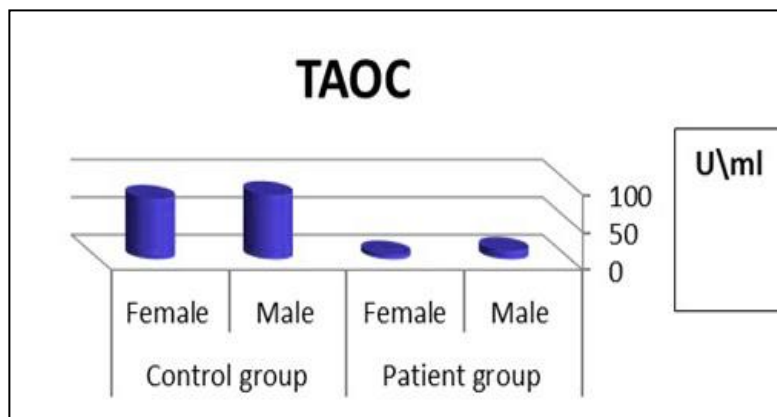 TAOC
U\ml
100
50
0
Female Male Female Male
Control group Patient group